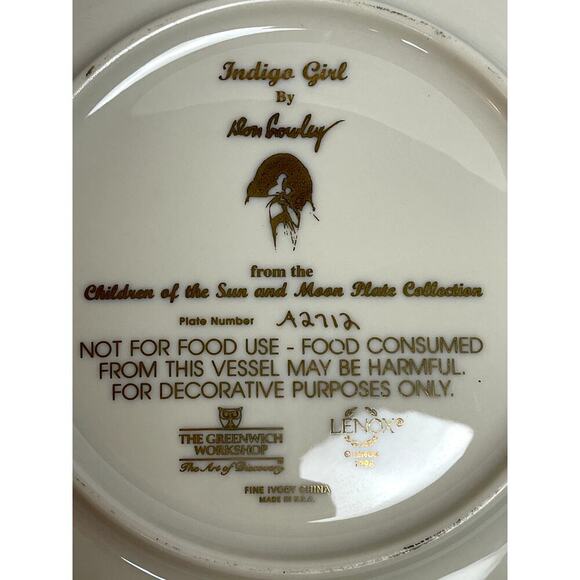 Indigo Girl
By
Don Crowley
from the
Children of the Sun and Moon Plate Collection
Plate Number A2712
NOT FOR FOOD USE - FOOD CONSUMED
FROM THIS VESSEL MAY BE HARMFUL.
FOR DECORATIVE PURPOSES ONLY.
THE GREENWICH
WORKSHOP®
The Art of Discovery
LENOX®
FINE IVORY CHINA
MADE IN U.S.A.